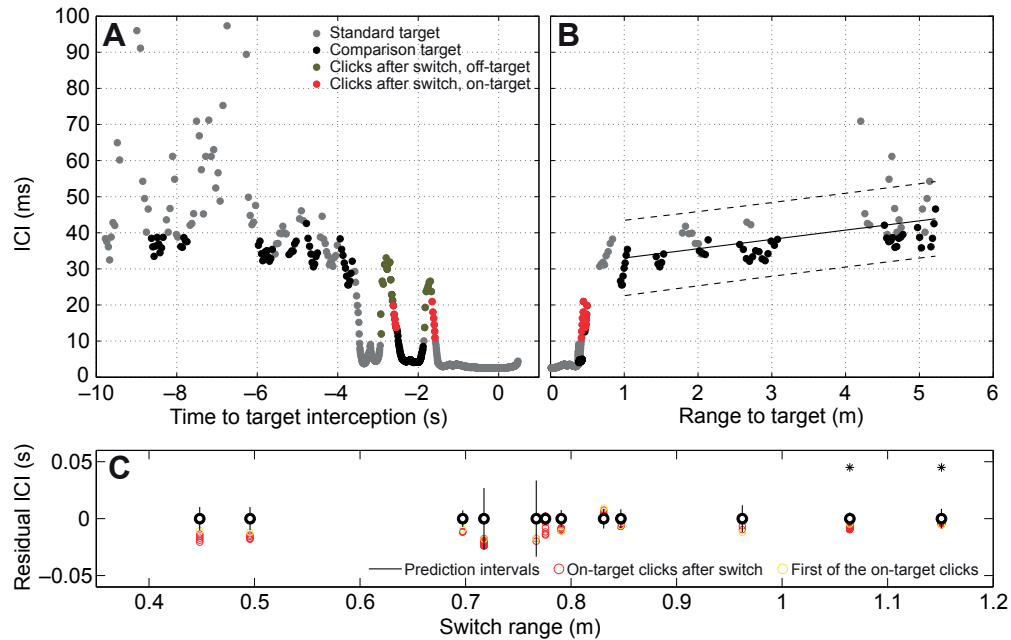 A
B
Standard target
Comparison target
Clicks after switch, off-target
Clicks after switch, on-target
100
90
80
70
60
50
40
30
20
10
0
ICI (ms)
–10 –8 –6 –4 –2 0
Time to target interception (s)
0 1 2 3 4 5 6
Range to target (m)
C
0.05
0
–0.05
Residual ICI (s)
* *
Prediction intervals On-target clicks after switch First of the on-target clicks
0.4 0.5 0.6 0.7 0.8 0.9 1 1.1 1.2
Switch range (m)